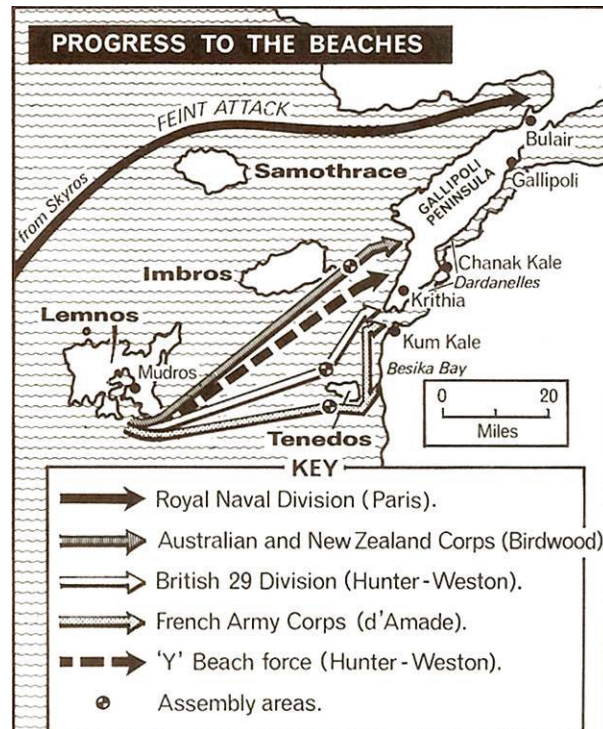 PROGRESS TO THE BEACHES
FEINT ATTACK
from Skyros
Bulair
Samothrace
Gallipoli
GALLIPOLI
PENINSULA
Imbros
Chanak Kale
Dardanelles
Krithia
Lemnos
Kum Kale
Mudros
Besika Bay
Tenedos
0 20
Miles
KEY
Royal Naval Division (Paris).
Australian and New Zealand Corps (Birdwood)
British 29 Division (Hunter-Weston).
French Army Corps (d'Amade).
'Y' Beach force (Hunter-Weston).
Assembly areas.